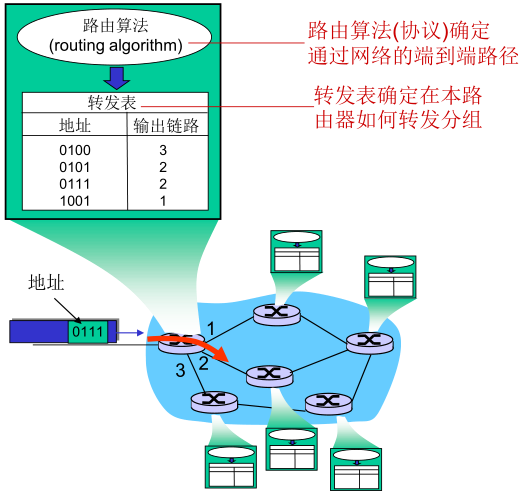 路由算法
(routing algorithm)
路由算法(协议)确定
通过网络的端到端路径
转发表
地址 输出链路
0100 3
0101 2
0111 2
1001 1
转发表确定在本路
由器如何转发分组
地址
0111
1
2
3